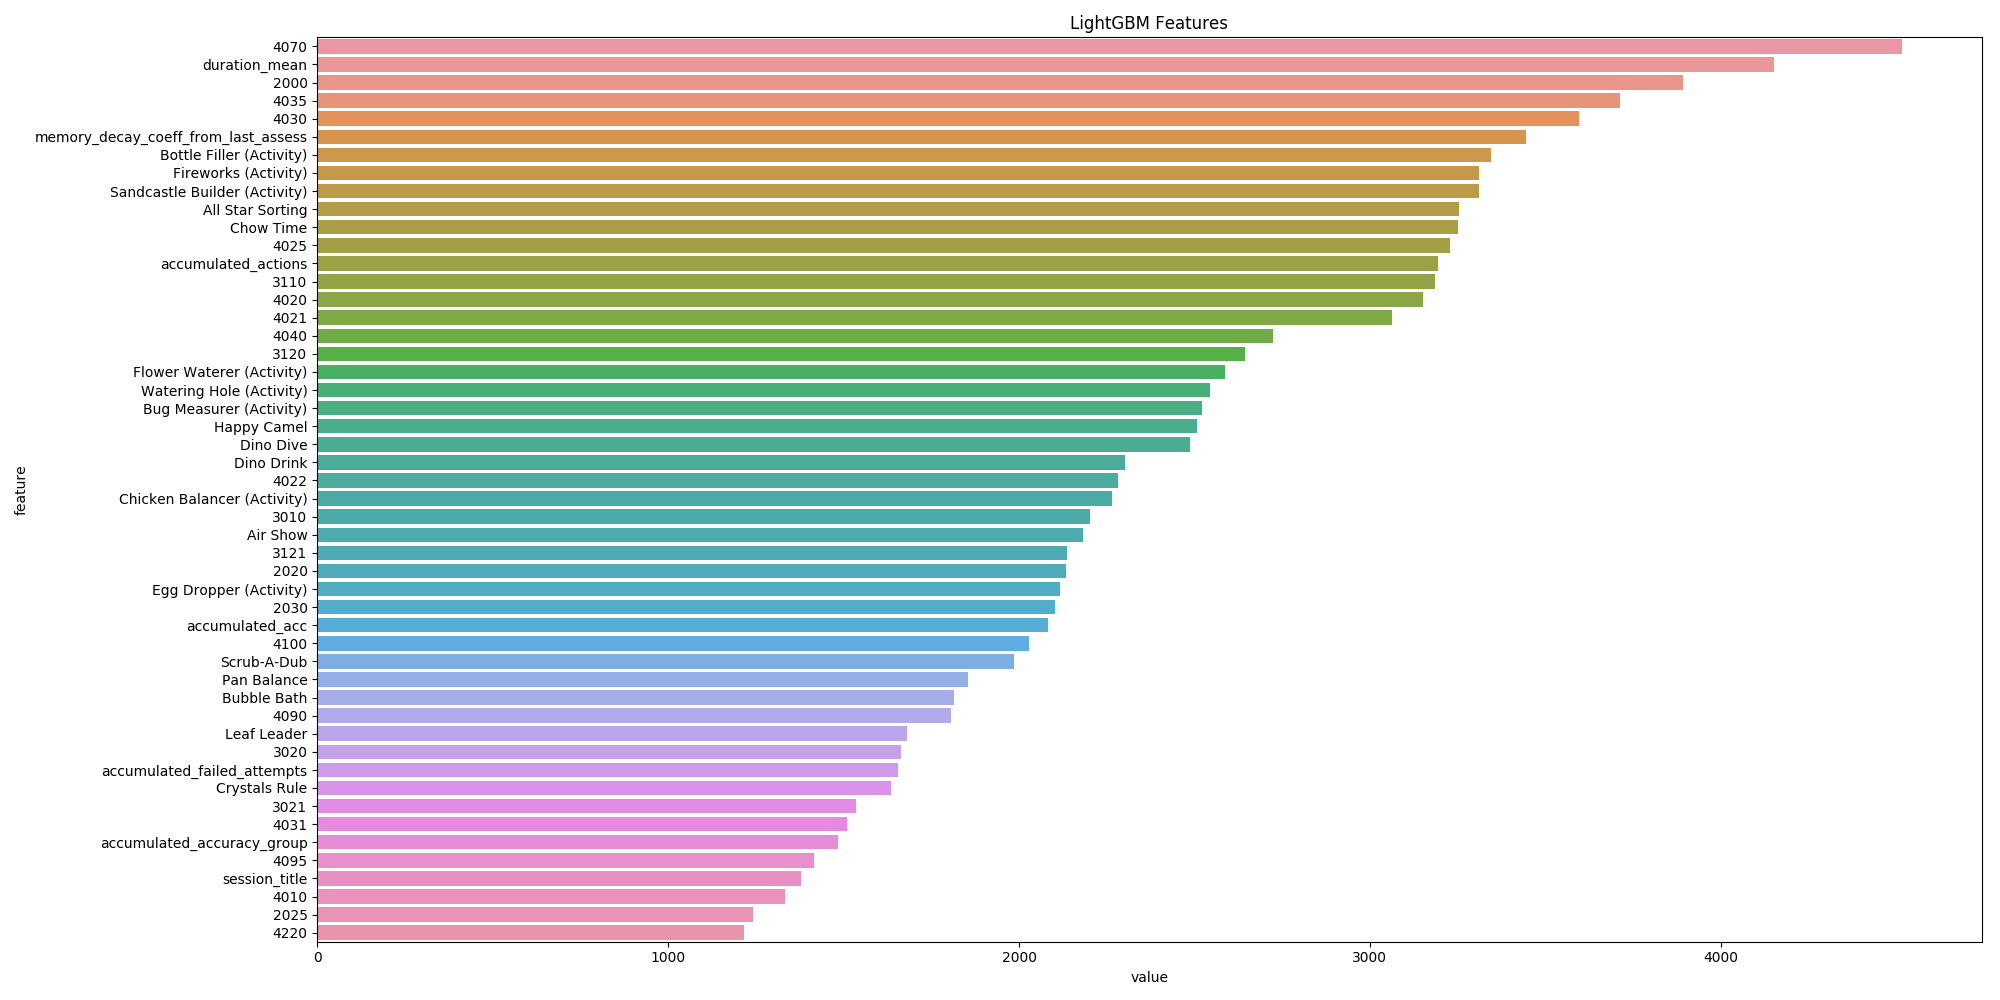 LightGBM Features
4070
duration_mean
2000
4035
4030
memory_decay_coeff_from_last_assess
Bottle Filler (Activity)
Fireworks (Activity)
Sandcastle Builder (Activity)
All Star Sorting
Chow Time
4025
accumulated_actions
3110
4020
4021
4040
3120
Flower Waterer (Activity)
Watering Hole (Activity)
Bug Measurer (Activity)
Happy Camel
Dino Dive
Dino Drink
4022
Chicken Balancer (Activity)
3010
Air Show
3121
2020
Egg Dropper (Activity)
2030
accumulated_acc
4100
Scrub-A-Dub
Pan Balance
Bubble Bath
4090
Leaf Leader
3020
accumulated_failed_attempts
Crystals Rule
3021
4031
accumulated_accuracy_group
4095
session_title
4010
2025
4220
feature
0 1000 2000 3000 4000
value